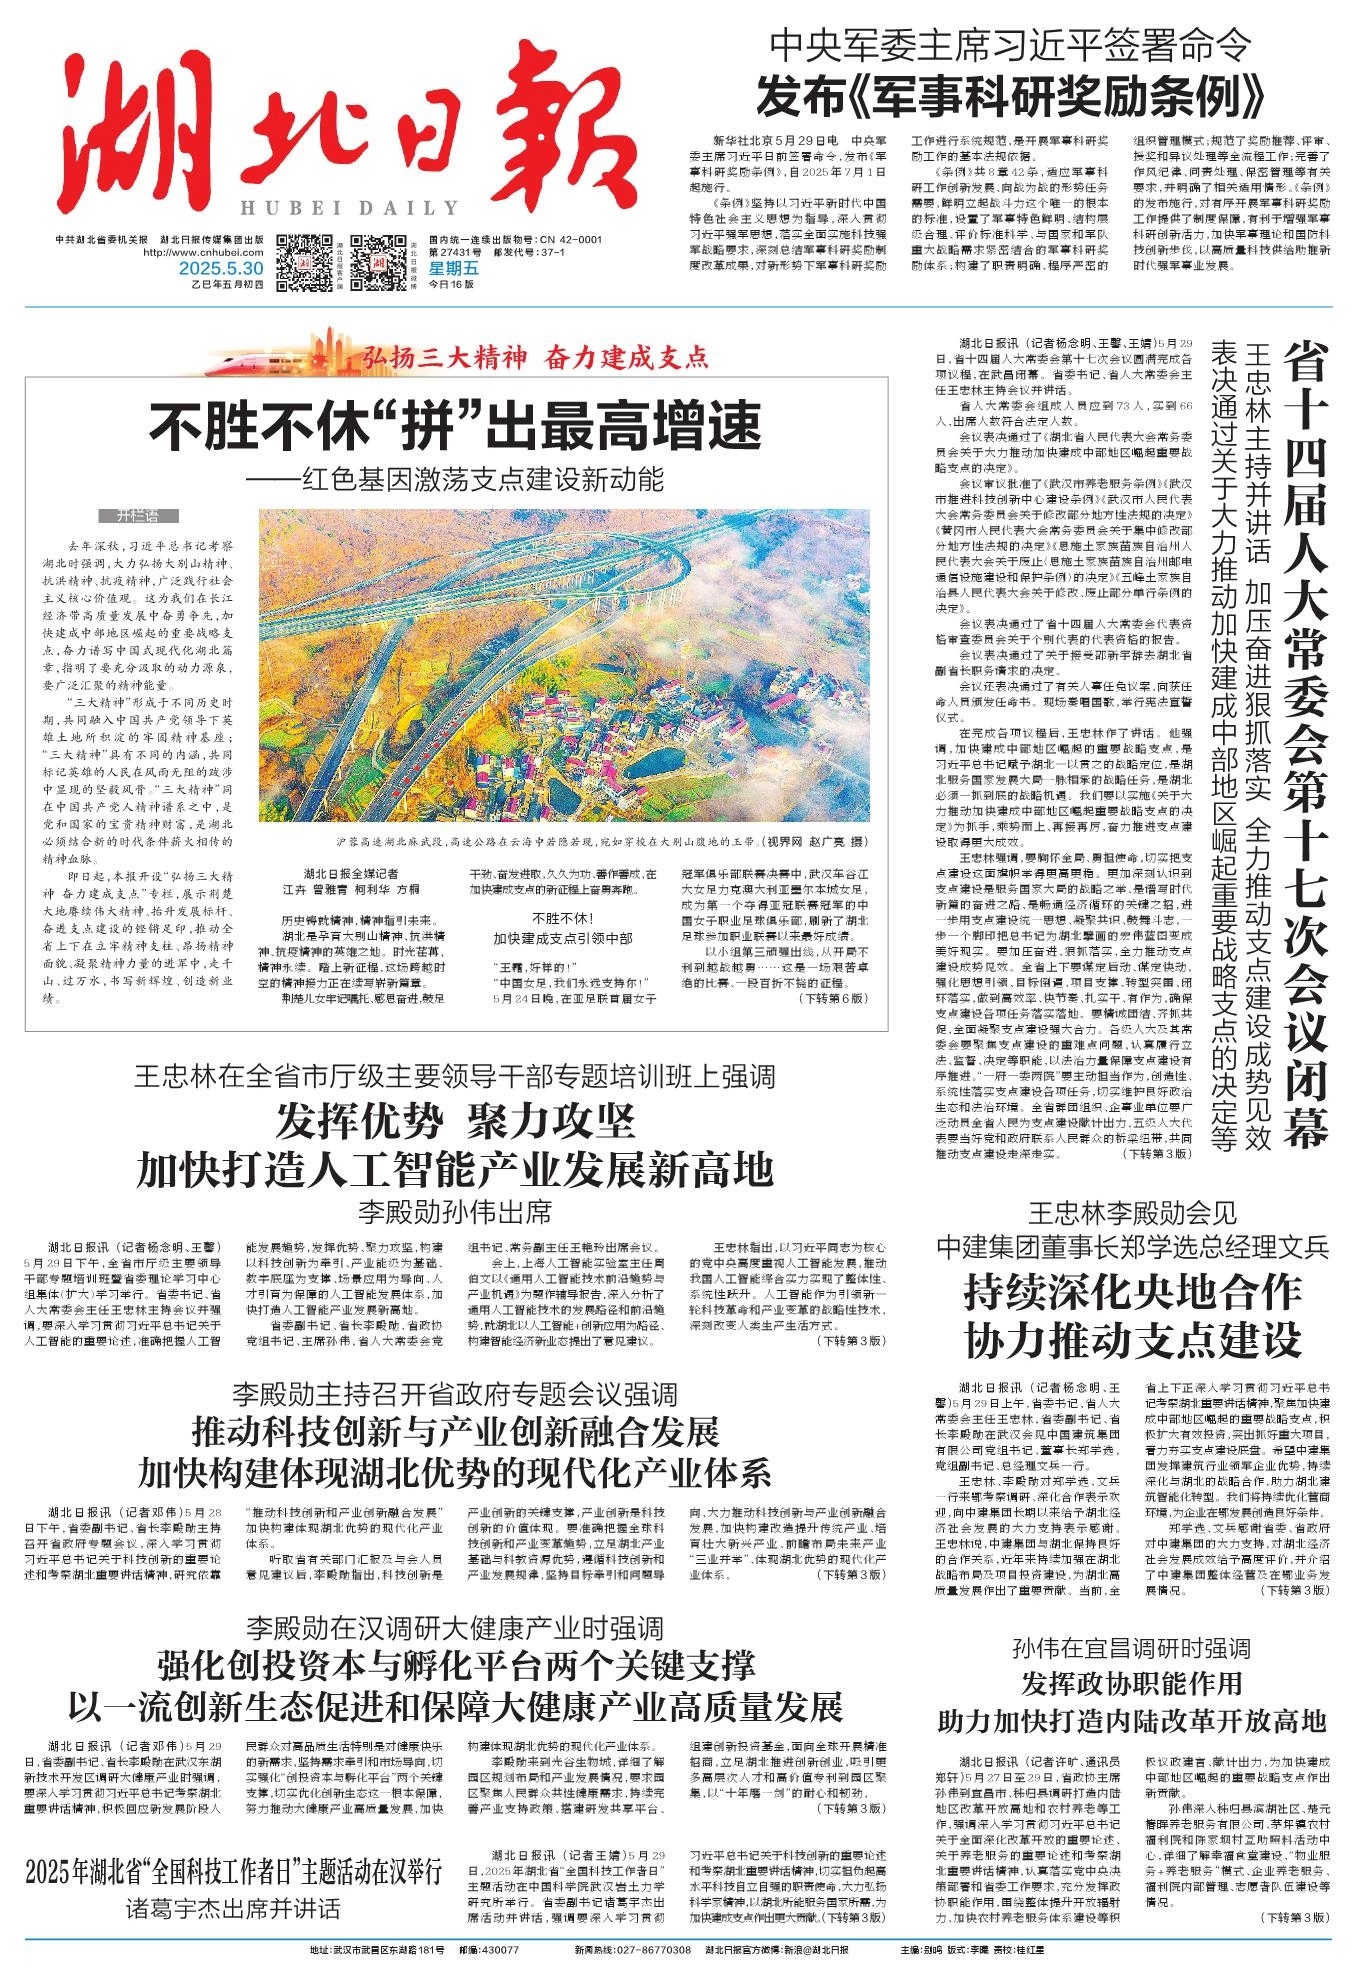 湖北日報
HUBEI DAILY
中共湖北省委机关报 湖北日报传媒集团出版
http://www.cnhubei.com
2025.5.30
乙巳年五月初四
湖北日报客户端
湖北日报微博
国内统一连续出版物号:CN 42-0001
第27431号 邮发代号:37-1
星期五
今日16版
中央军委主席习近平签署命令
发布《军事科研奖励条例》
新华社北京5月29日电 中央军
委主席习近平日前签署命令,发布《军
事科研奖励条例》,自2025年7月1日
起施行。
《条例》坚持以习近平新时代中国
特色社会主义思想为指导,深入贯彻
习近平强军思想,落实全面实施科技强
军战略要求,深刻总结军事科研奖励制
度改革成果,对新形势下军事科研奖励
工作进行系统规范,是开展军事科研奖
励工作的基本法规依据。
《条例》共8章42条,适应军事科
研工作创新发展、向战为战的形势任务
需要,鲜明立起战斗力这个唯一的根本
的标准,设置了军事特色鲜明、结构层
级合理、评价标准科学、与国家和军队
重大战略需求紧密结合的军事科研奖
励体系;构建了职责明确、程序严密的
组织管理模式;规范了奖励推荐、评审、
授奖和异议处理等全流程工作;完善了
作风纪律、问责处理、保密管理等有关
要求,并明确了相关适用情形。《条例》
的发布施行,对有序开展军事科研奖励
工作提供了制度保障,有利于增强军事
科研创新活力,加快军事理论和国防科
技创新步伐,以高质量科技供给助推新
时代强军事业发展。
弘扬三大精神 奋力建成支点
不胜不休“拼”出最高增速
——红色基因激荡支点建设新动能
开栏语
去年深秋,习近平总书记考察
湖北时强调,大力弘扬大别山精神、
抗洪精神、抗疫精神,广泛践行社会
主义核心价值观。这为我们在长江
经济带高质量发展中奋勇争先,加
快建成中部地区崛起的重要战略支
点,奋力谱写中国式现代化湖北篇
章,指明了要充分汲取的动力源泉,
要广泛汇聚的精神能量。
“三大精神”形成于不同历史时
期,共同融入中国共产党领导下英
雄土地所积淀的牢固精神基座;
“三大精神”具有不同的内涵,共同
标记英雄的人民在风雨无阻的跋涉
中显现的坚毅风骨。“三大精神”同
在中国共产党人精神谱系之中,是
党和国家的宝贵精神财富,是湖北
必须结合新的时代条件薪火相传的
精神血脉。
即日起,本报开设“弘扬三大精
神 奋力建成支点”专栏,展示荆楚
大地赓续伟大精神、抬升发展标杆、
奋进支点建设的铿锵足印,推动全
省上下在立牢精神支柱、昂扬精神
面貌、凝聚精神力量的进军中,走千
山、过万水,书写新辉煌、创造新业
绩。
沪蓉高速湖北麻武段,高速公路在云海中若隐若现,宛如穿梭在大别山腹地的玉带。(视界网 赵广亮 摄)
湖北日报全媒记者
江卉 曾雅青 柯利华 方桐
历史铸就精神,精神指引未来。
湖北是孕育大别山精神、抗洪精
神、抗疫精神的英雄之地。时光荏苒,
精神永续。踏上新征程,这场跨越时
空的精神接力正在续写崭新篇章。
荆楚儿女牢记嘱托、感恩奋进,鼓足
干劲、奋发进取、久久为功、善作善成,在
加快建成支点的新征程上奋勇奔跑。
不胜不休!
加快建成支点引领中部
“王霜,好样的!”
“中国女足,我们永远支持你!”
5月24日晚,在亚足联首届女子
冠军俱乐部联赛决赛中,武汉车谷江
大女足力克澳大利亚墨尔本城女足,
成为第一个夺得亚冠联赛冠军的中
国女子职业足球俱乐部,刷新了湖北
足球参加职业联赛以来最好成绩。
以小组第三顽强出线,从开局不
利到越战越勇……这是一场艰苦卓
绝的比赛、一段百折不挠的征程。
(下转第6版)
省十四届人大常委会第十七次会议闭幕
王忠林主持并讲话 加压奋进狠抓落实 全力推动支点建设成势见效
表决通过关于大力推动加快建成中部地区崛起重要战略支点的决定等
湖北日报讯 (记者杨念明、王馨、王婧)5月29
日,省十四届人大常委会第十七次会议圆满完成各
项议程,在武昌闭幕。省委书记、省人大常委会主
任王忠林主持会议并讲话。
省人大常委会组成人员应到73人,实到66
人,出席人数符合法定人数。
会议表决通过了《湖北省人民代表大会常务委
员会关于大力推动加快建成中部地区崛起重要战
略支点的决定》。
会议审议批准了《武汉市养老服务条例》《武汉
市推进科技创新中心建设条例》《武汉市人民代表
大会常务委员会关于修改部分地方性法规的决定》
《黄冈市人民代表大会常务委员会关于集中修改部
分地方性法规的决定》《恩施土家族苗族自治州人
民代表大会关于废止〈恩施土家族苗族自治州邮电
通信设施建设和保护条例〉的决定》《五峰土家族自
治县人民代表大会关于修改、废止部分单行条例的
决定》。
会议表决通过了省十四届人大常委会代表资
格审查委员会关于个别代表的代表资格的报告。
会议表决通过了关于接受邵新宇辞去湖北省
副省长职务请求的决定。
会议还表决通过了有关人事任免议案,向获任
命人员颁发任命书。现场奏唱国歌,举行宪法宣誓
仪式。
在完成各项议程后,王忠林作了讲话。他强
调,加快建成中部地区崛起的重要战略支点,是
习近平总书记赋予湖北一以贯之的战略定位,是湖
北服务国家发展大局一脉相承的战略任务,是湖北
必须一抓到底的战略机遇。我们要以实施《关于大
力推动加快建成中部地区崛起重要战略支点的决
定》为抓手,乘势而上、再接再厉,奋力推进支点建
设取得更大成效。
王忠林强调,要胸怀全局、勇担使命,切实把支
点建设这面旗帜举得更高更稳。更加深刻认识到
支点建设是服务国家大局的战略之举、是谱写时代
新篇的奋进之路、是畅通经济循环的关键之招,进
一步用支点建设统一思想、凝聚共识、鼓舞斗志,一
步一个脚印把总书记为湖北擘画的宏伟蓝图变成
美好现实。要加压奋进、狠抓落实,全力推动支点
建设成势见效。全省上下要谋定后动、谋定快动,
强化思想引领、目标倒逼、项目支撑、转型突围、闭
环落实,做到高效率、快节奏,扎实干、有作为,确保
支点建设各项任务落实落地。要精诚团结、齐抓共
促,全面凝聚支点建设强大合力。各级人大及其常
委会要聚焦支点建设的重难点问题,认真履行立
法、监督、决定等职能,以法治力量保障支点建设有
序推进。“一府一委两院”要主动担当作为,创造性、
系统性落实支点建设各项任务,切实维护良好政治
生态和法治环境。全省群团组织、企事业单位要广
泛动员全省人民为支点建设献计出力,五级人大代
表要当好党和政府联系人民群众的桥梁纽带,共同
推动支点建设走深走实。 (下转第3版)
王忠林在全省市厅级主要领导干部专题培训班上强调
发挥优势 聚力攻坚
加快打造人工智能产业发展新高地
李殿勋孙伟出席
湖北日报讯 (记者杨念明、王馨)
5月29日下午,全省市厅级主要领导
干部专题培训班暨省委理论学习中心
组集体(扩大)学习举行。省委书记、省
人大常委会主任王忠林主持会议并强
调,要深入学习贯彻习近平总书记关于
人工智能的重要论述,准确把握人工智
能发展趋势,发挥优势、聚力攻坚,构建
以科技创新为牵引、产业能级为基础、
数字底座为支撑、场景应用为导向、人
才引育为保障的人工智能发展体系,加
快打造人工智能产业发展新高地。
省委副书记、省长李殿勋,省政协
党组书记、主席孙伟,省人大常委会党
组书记、常务副主任王艳玲出席会议。
会上,上海人工智能实验室主任周
伯文以《通用人工智能技术前沿趋势与
产业机遇》为题作辅导报告,深入分析了
通用人工智能技术的发展路径和前沿趋
势,就湖北以人工智能+创新应用为路径、
构建智能经济新业态提出了意见建议。
王忠林指出,以习近平同志为核心
的党中央高度重视人工智能发展,推动
我国人工智能综合实力实现了整体性、
系统性跃升。人工智能作为引领新一
轮科技革命和产业变革的战略性技术,
深刻改变人类生产生活方式。
(下转第3版)
李殿勋主持召开省政府专题会议强调
推动科技创新与产业创新融合发展
加快构建体现湖北优势的现代化产业体系
湖北日报讯 (记者邓伟)5月28
日下午,省委副书记、省长李殿勋主持
召开省政府专题会议,深入学习贯彻
习近平总书记关于科技创新的重要论
述和考察湖北重要讲话精神,研究依靠
“推动科技创新和产业创新融合发展”
加快构建体现湖北优势的现代化产业
体系。
听取省有关部门汇报及与会人员
意见建议后,李殿勋指出,科技创新是
产业创新的关键支撑,产业创新是科技
创新的价值体现。要准确把握全球科
技创新和产业变革趋势,立足湖北产业
基础与科教资源优势,遵循科技创新和
产业发展规律,坚持目标牵引和问题导
向,大力推动科技创新与产业创新融合
发展,加快构建改造提升传统产业、培
育壮大新兴产业、前瞻布局未来产业
“三业并举”、体现湖北优势的现代化产
业体系。 (下转第3版)
李殿勋在汉调研大健康产业时强调
强化创投资本与孵化平台两个关键支撑
以一流创新生态促进和保障大健康产业高质量发展
湖北日报讯 (记者邓伟)5月29
日,省委副书记、省长李殿勋在武汉东湖
新技术开发区调研大健康产业时强调,
要深入学习贯彻习近平总书记考察湖北
重要讲话精神,积极回应新发展阶段人
民群众对高品质生活特别是对健康快乐
的新需求,坚持需求牵引和市场导向,切
实强化“创投资本与孵化平台”两个关键
支撑,切实优化创新生态这一根本保障,
努力推动大健康产业高质量发展,加快
构建体现湖北优势的现代化产业体系。
李殿勋来到光谷生物城,详细了解
园区规划布局和产业发展情况,要求园
区聚焦人民群众共性健康需求,持续完
善产业支持政策、搭建研发共享平台、
组建创新投资基金,面向全球开展精准
招商,立足湖北推进创新创业,吸引更
多高层次人才和高价值专利到园区聚
集,以“十年磨一剑”的耐心和韧劲,
(下转第3版)
2025年湖北省“全国科技工作者日”主题活动在汉举行
诸葛宇杰出席并讲话
湖北日报讯 (记者王婧)5月29
日,2025年湖北省“全国科技工作者日”
主题活动在中国科学院武汉岩土力学
研究所举行。省委副书记诸葛宇杰出
席活动并讲话,强调要深入学习贯彻
习近平总书记关于科技创新的重要论述
和考察湖北重要讲话精神,切实担负起高
水平科技自立自强的职责使命,大力弘扬
科学家精神,以湖北所能服务国家所需,为
加快建成支点作出更大贡献。(下转第3版)
王忠林李殿勋会见
中建集团董事长郑学选总经理文兵
持续深化央地合作
协力推动支点建设
湖北日报讯 (记者杨念明、王
馨)5月29日上午,省委书记、省人大
常委会主任王忠林,省委副书记、省
长李殿勋在武汉会见中国建筑集团
有限公司党组书记、董事长郑学选,
党组副书记、总经理文兵一行。
王忠林、李殿勋对郑学选、文兵
一行来鄂考察调研、深化合作表示欢
迎,向中建集团长期以来给予湖北经
济社会发展的大力支持表示感谢。
王忠林说,中建集团与湖北保持良好
的合作关系,近年来持续加强在湖北
战略布局及项目投资建设,为湖北高
质量发展作出了重要贡献。当前,全
省上下正深入学习贯彻习近平总书
记考察湖北重要讲话精神,聚焦加快建
成中部地区崛起的重要战略支点,积
极扩大有效投资,突出抓好重大项目,
着力夯实支点建设底盘。希望中建集
团发挥建筑行业领军企业优势,持续
深化与湖北的战略合作,助力湖北建
筑智能化转型。我们将持续优化营商
环境,为企业在鄂发展创造良好条件。
郑学选、文兵感谢省委、省政府
对中建集团的大力支持,对湖北经济
社会发展成效给予高度评价,并介绍
了中建集团整体经营及在鄂业务发
展情况。 (下转第3版)
孙伟在宜昌调研时强调
发挥政协职能作用
助力加快打造内陆改革开放高地
湖北日报讯 (记者许旷、通讯员
郑轩)5月27日至29日,省政协主席
孙伟到宜昌市、秭归县调研打造内陆
地区改革开放高地和农村养老等工
作,强调深入学习贯彻习近平总书记
关于全面深化改革开放的重要论述、
关于养老服务的重要论述和考察湖
北重要讲话精神,认真落实党中央决
策部署和省委工作要求,充分发挥政
协职能作用,围绕整体提升开放辐射
力、加快农村养老服务体系建设等积
极议政建言、献计出力,为加快建成
中部地区崛起的重要战略支点作出
新贡献。
孙伟深入秭归县滨湖社区、楚元
椿晖养老服务有限公司、茅坪镇农村
福利院和陈家坝村互助照料活动中
心,详细了解幸福食堂建设、“物业服
务+养老服务”模式、企业养老服务、
福利院内部管理、志愿者队伍建设等
情况。
(下转第3版)
地址:武汉市武昌区东湖路181号 邮编:430077 新闻热线:027-86770308 湖北日报官方微博:新浪@湖北日报 主编:别鸣 版式:李曦 责校:桂红星